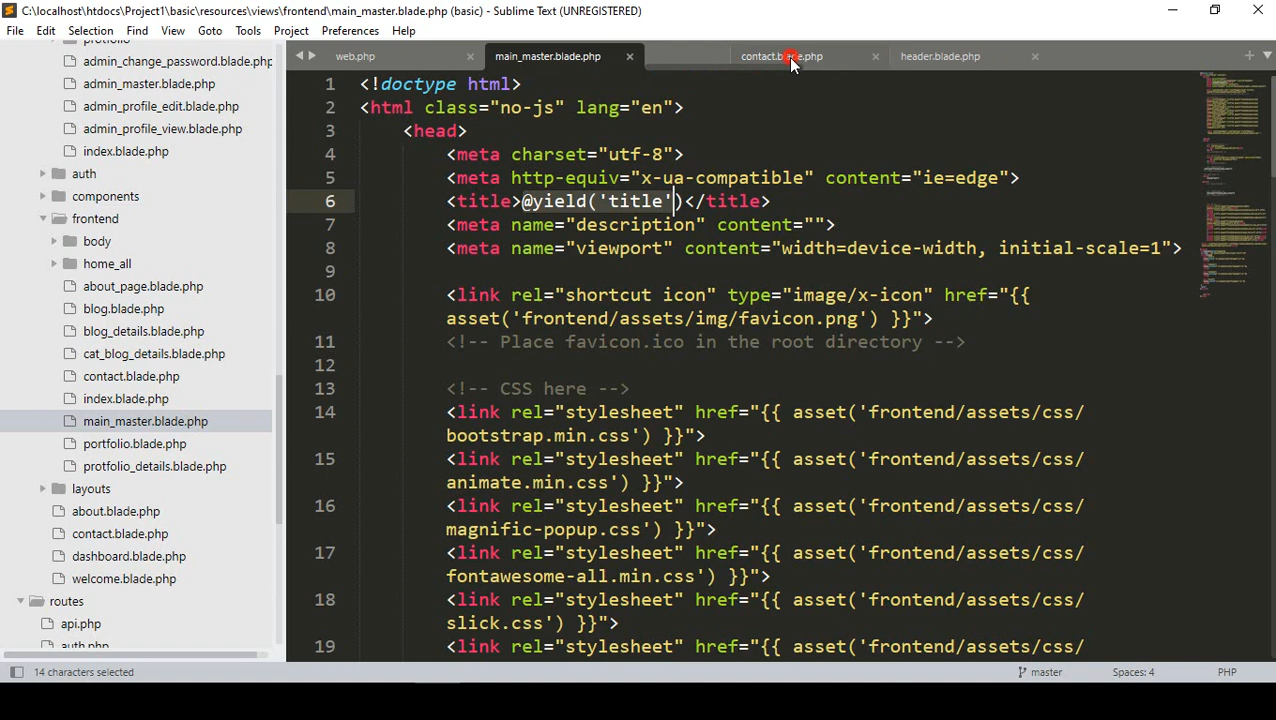 C:\localhost\htdocs\Project1\basic\resources\views\frontend\main_master.blade.php (basic) - Sublime Text (UNREGISTERED)
File Edit Selection Find View Goto Tools Project Preferences Help
web.php main_master.blade.php contact.blade.php header.blade.php
admin_change_password.blade.php
admin_master.blade.php
admin_profile_edit.blade.php
admin_profile_view.blade.php
index.blade.php
auth
components
frontend
body
home_all
about_page.blade.php
blog.blade.php
blog_details.blade.php
cat_blog_details.blade.php
contact.blade.php
index.blade.php
main_master.blade.php
portfolio.blade.php
protfolio_details.blade.php
layouts
about.blade.php
contact.blade.php
dashboard.blade.php
welcome.blade.php
routes
api.php
auth.php
1 <!doctype html>
2 <html class="no-js" lang="en">
3 <head>
4 <meta charset="utf-8">
5 <meta http-equiv="x-ua-compatible" content="ie=edge">
6 <title>@yield('title')</title>
7 <meta name="description" content="">
8 <meta name="viewport" content="width=device-width, initial-scale=1">
9
10 <link rel="shortcut icon" type="image/x-icon" href="{{
asset('frontend/assets/img/favicon.png') }}">
11 <!-- Place favicon.ico in the root directory -->
12
13 <!-- CSS here -->
14 <link rel="stylesheet" href="{{ asset('frontend/assets/css/
bootstrap.min.css') }}">
15 <link rel="stylesheet" href="{{ asset('frontend/assets/css/
animate.min.css') }}">
16 <link rel="stylesheet" href="{{ asset('frontend/assets/css/
magnific-popup.css') }}">
17 <link rel="stylesheet" href="{{ asset('frontend/assets/css/
fontawesome-all.min.css') }}">
18 <link rel="stylesheet" href="{{ asset('frontend/assets/css/
slick.css') }}">
19 <link rel="stylesheet" href="{{ asset('frontend/assets/css/
14 characters selected master Spaces: 4 PHP